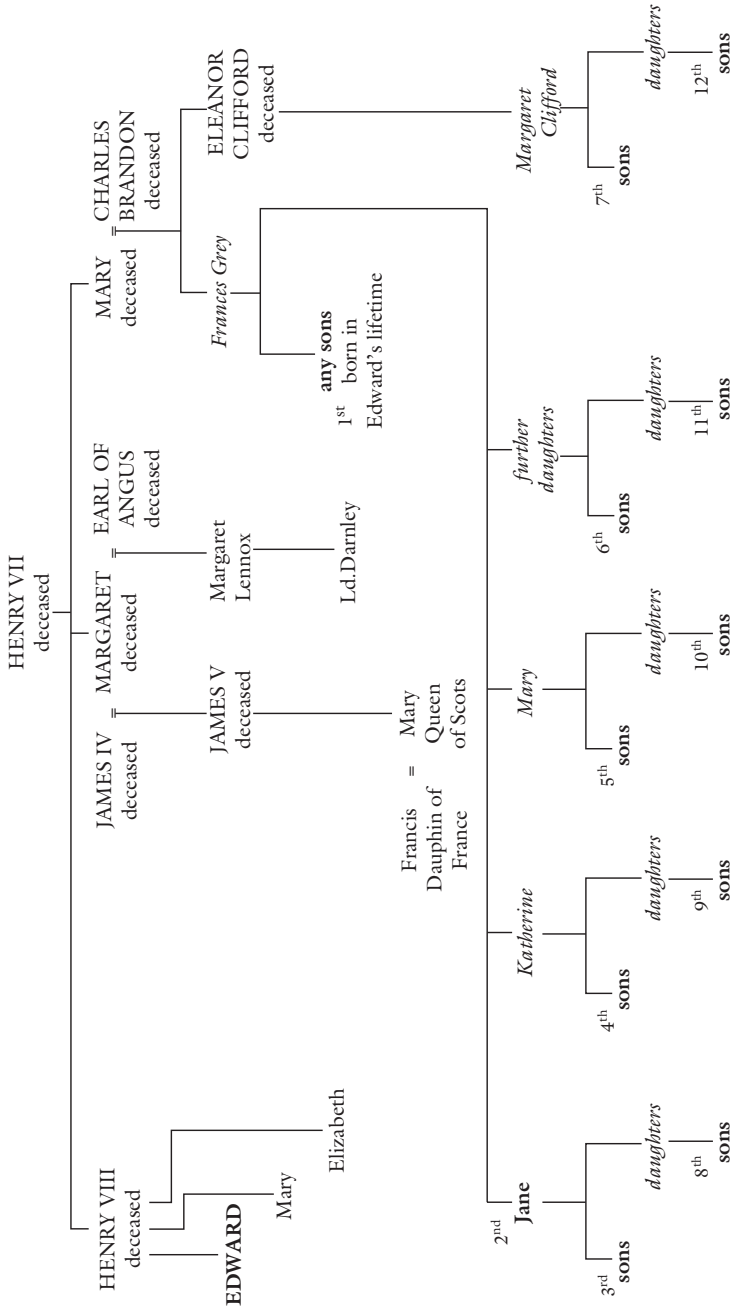 HENRY VII
deceased
HENRY VIII
deceased
EDWARD
Mary
Elizabeth
JAMES IV
deceased
MARGARET
deceased
EARL OF
ANGUS
deceased
JAMES V
deceased
Margaret
Lennox
Ld.Darnley
Francis
Dauphin of
France
=
Mary
Queen
of Scots
MARY
deceased
CHARLES
BRANDON
deceased
Frances Grey
ELEANOR
CLIFFORD
deceased
any sons
1st born in
Edward's lifetime
2nd
Jane
3rd
sons
daughters
8th
sons
Katherine
4th
sons
daughters
9th
sons
Mary
5th
sons
daughters
10th
sons
further
daughters
6th
sons
daughters
11th
sons
Margaret
Clifford
7th
sons
daughters
12th
sons